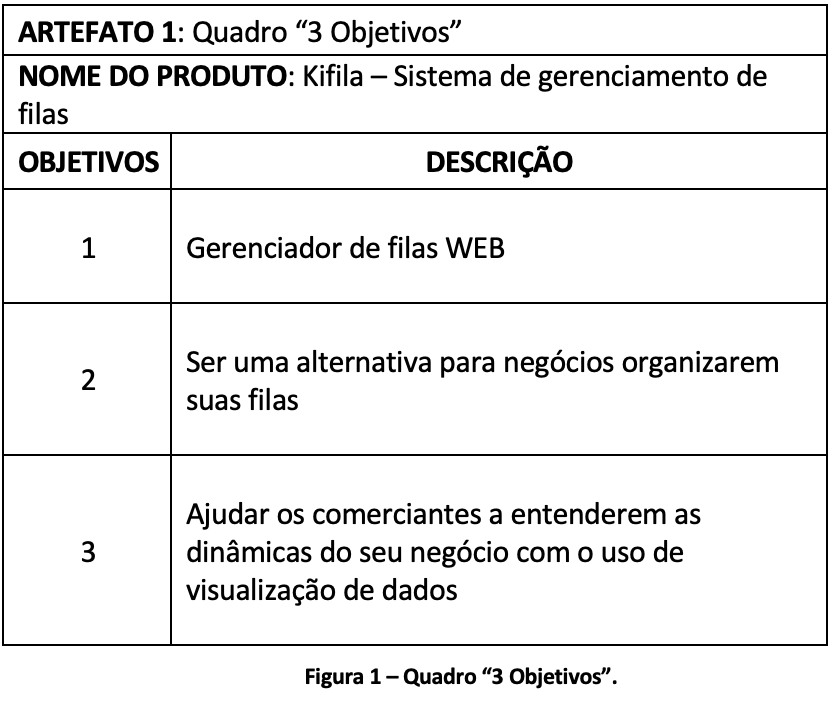 ARTEFATO 1: Quadro “3 Objetivos”
NOME DO PRODUTO: Kifila – Sistema de gerenciamento de
filas
OBJETIVOS DESCRIÇÃO
1 Gerenciador de filas WEB
2 Ser uma alternativa para negócios organizarem
suas filas
3 Ajudar os comerciantes a entenderem as
dinâmicas do seu negócio com o uso de
visualização de dados
Figura 1 – Quadro “3 Objetivos”.